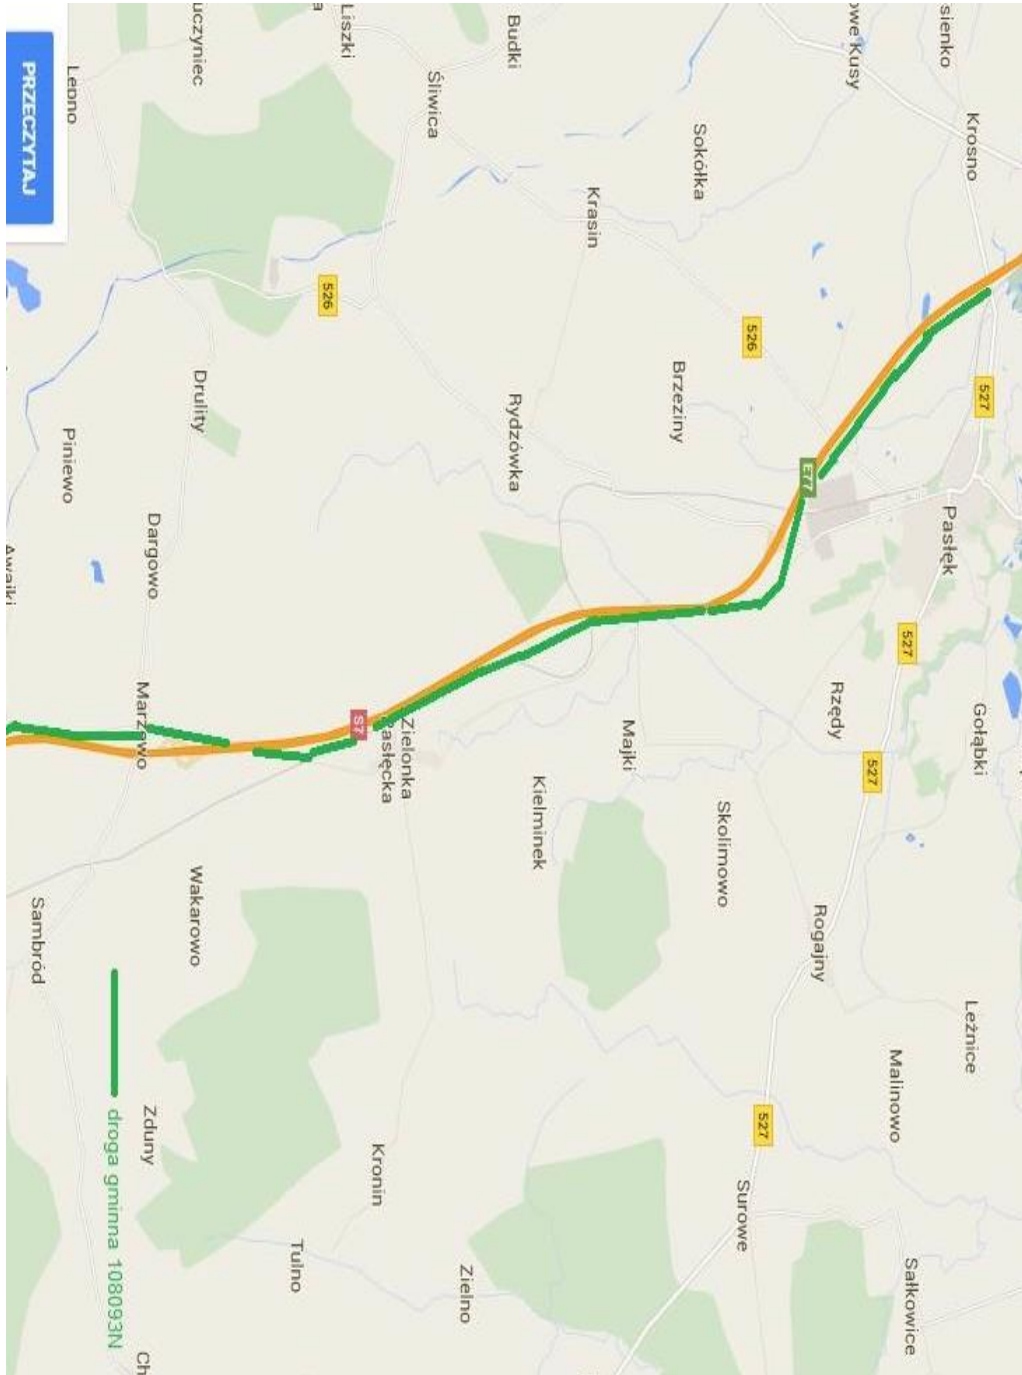 527
Gołąbki
Krosno
Leżnice
sienko
Pasłęk
Sałkowice
527
Malinowo
527
owe Kusy
Rzędy
Rogajny
E77
527
526
Surowe
Skolimowo
Sokółka
Brzeziny
Majki
Krasin
Kielminek
Rydzówka
Budki
Zielno
Śliwica
Zielonka
Pasłęcka
Kronin
S7
Liszki
526
Tulno
uczyniec
Drulity
Wakarowo
Dargowo
Zduny
Marzewo
Ch
droga gminna 108093N
Lepno
Piniewo
Sambród
PRZECZYTAJ